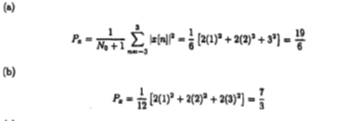 (a)
P_x = \frac{1}{N_0+1} \sum_{n=-3}^{3} |x[n]|^2 = \frac{1}{6} [2(1)^2 + 2(2)^2 + 3^2] = \frac{19}{6}
(b)
P_x = \frac{1}{12} [2(1)^2 + 2(2)^2 + 2(3)^2] = \frac{7}{3}